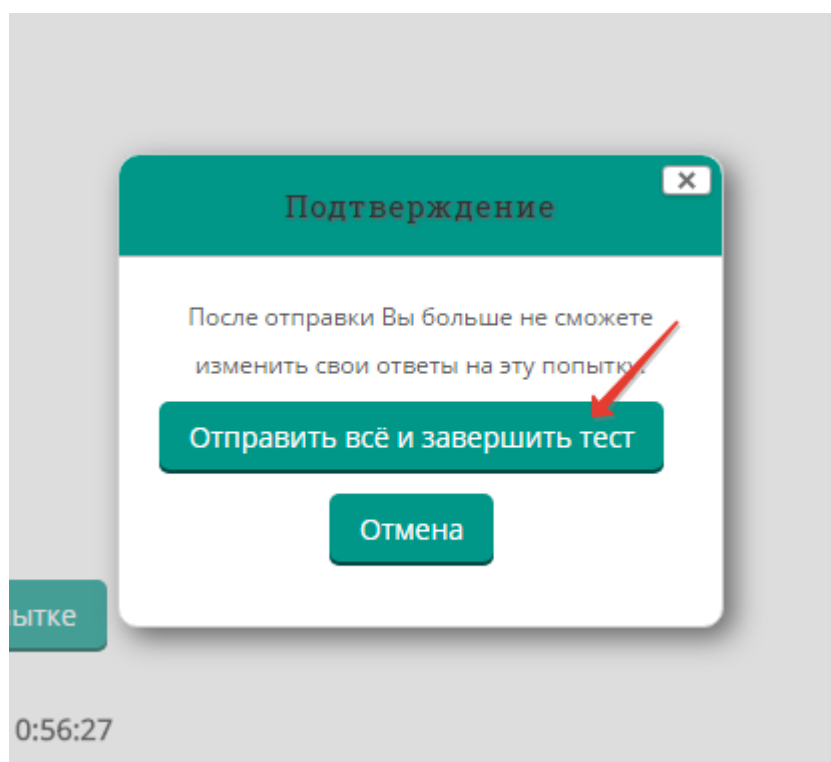 Подтверждение
После отправки Вы больше не сможете
изменить свои ответы на эту попытку.
Отправить всё и завершить тест
Отмена
ытке
0:56:27